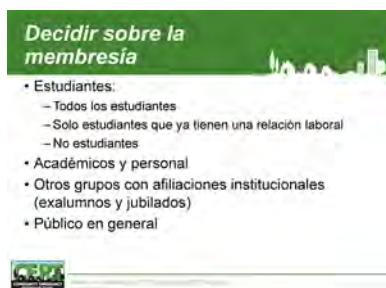 Decidir sobre la
membresía
• Estudiantes:
– Todos los estudiantes
– Solo estudiantes que ya tienen una relación laboral
– No estudiantes
• Académicos y personal
• Otros grupos con afiliaciones institucionales
(exalumnos y jubilados)
• Público en general
CERT